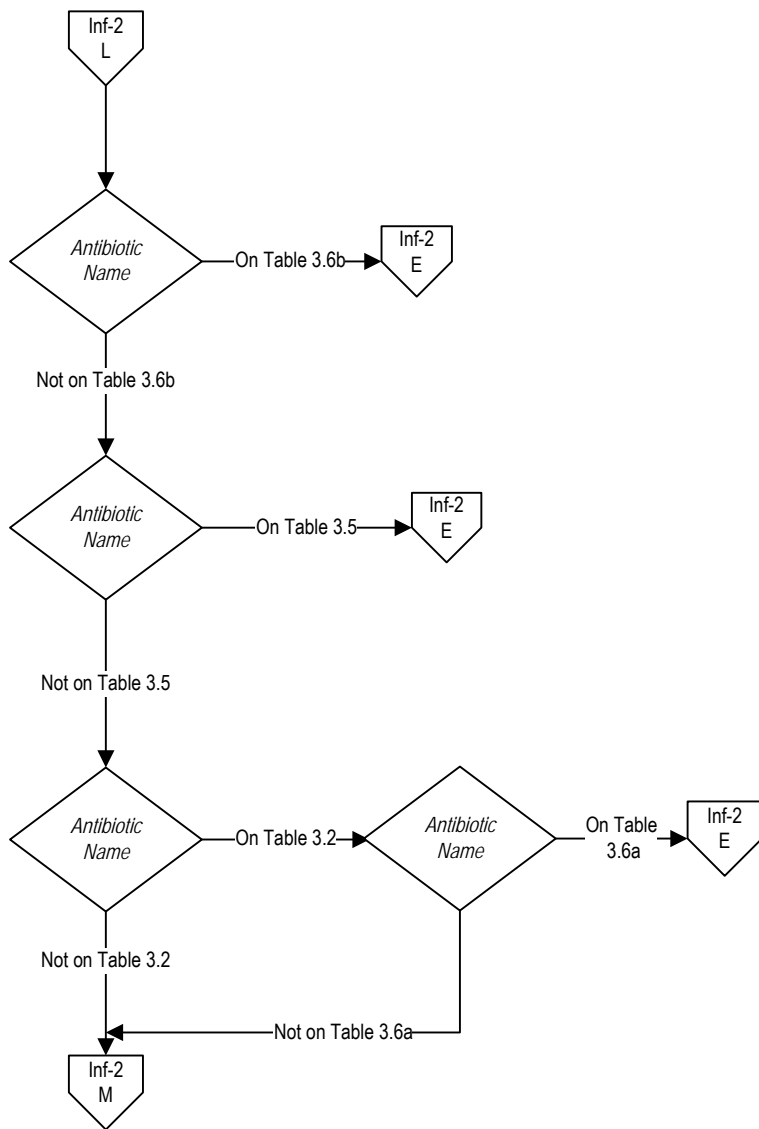 Inf-2
L
Antibiotic
Name
On Table 3.6b
Inf-2
E
Not on Table 3.6b
Antibiotic
Name
On Table 3.5
Inf-2
E
Not on Table 3.5
Antibiotic
Name
On Table 3.2
Antibiotic
Name
On Table
3.6a
Inf-2
E
Not on Table 3.2
Not on Table 3.6a
Inf-2
M